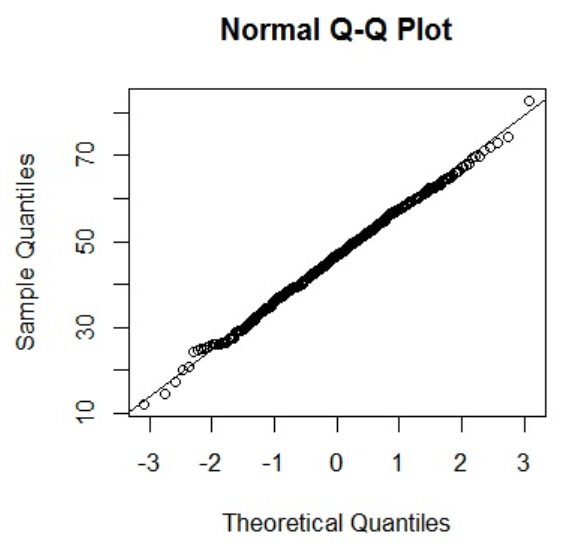 Normal Q-Q Plot
Sample Quantiles
70
50
30
10
-3 -2 -1 0 1 2 3
Theoretical Quantiles